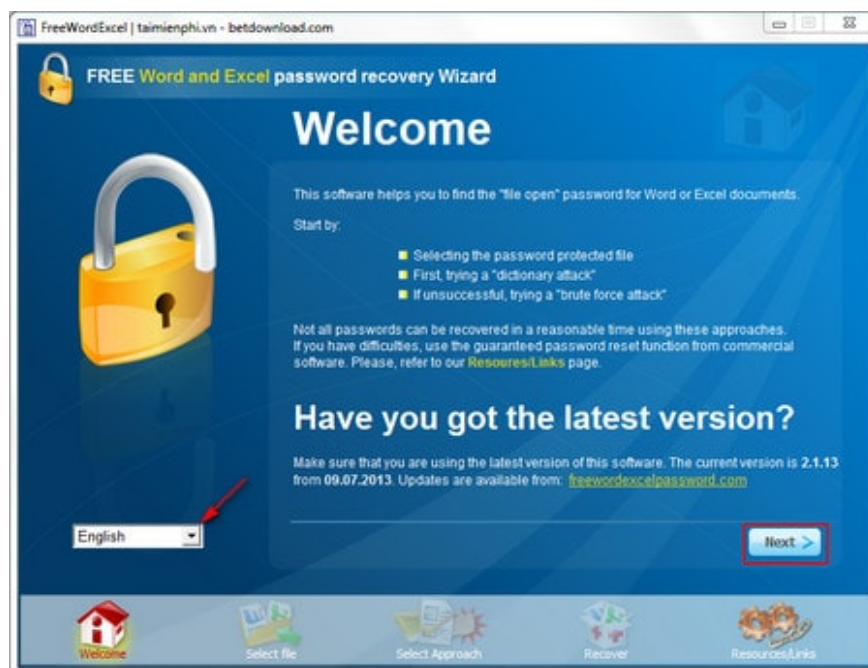 FreeWordExcel | taimienphi.vn - betdownload.com
FREE Word and Excel password recovery Wizard
Welcome
This software helps you to find the "file open" password for Word or Excel documents.
Start by:
Selecting the password protected file
First, trying a "dictionary attack"
If unsuccessful, trying a "brute force attack"
Not all passwords can be recovered in a reasonable time using these approaches.
If you have difficulties, use the guaranteed password reset function from commercial
software. Please, refer to our Resoures/Links page.
Have you got the latest version?
Make sure that you are using the latest version of this software. The current version is 2.1.13
from 09.07.2013. Updates are available from: freewordexcelpassword.com
English
Next >
Welcome
Select file
Select Approach
Recover
Resources/Links